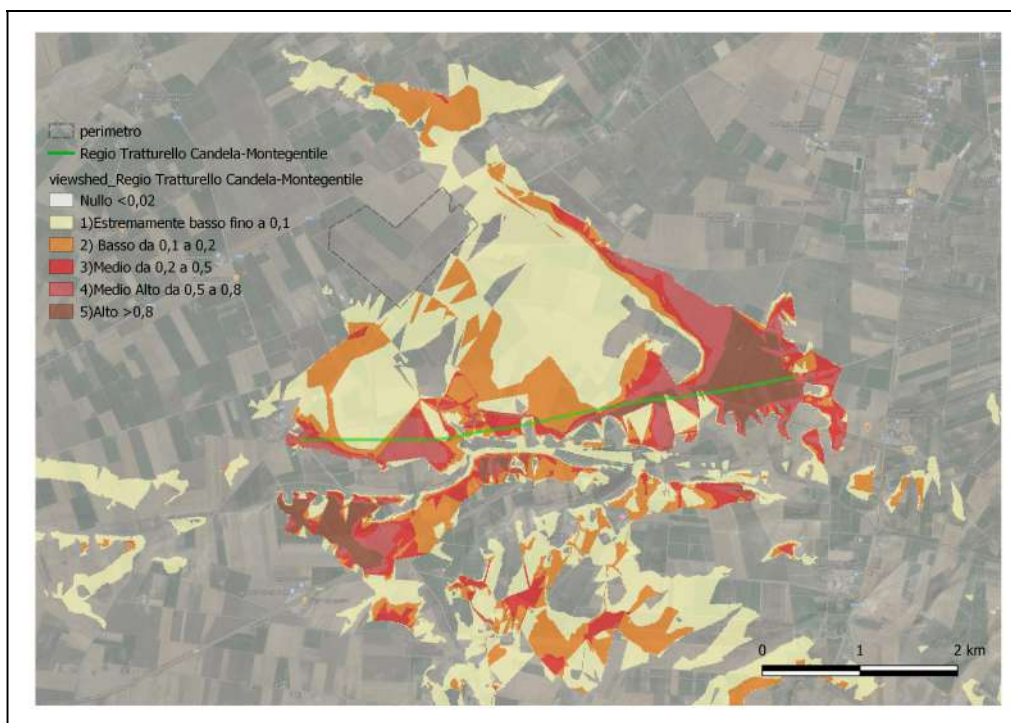 perimetro
Regio Tratturello Candela-Montegentile
viewshed_Regio Tratturello Candela-Montegentile
Nullo <0,02
1)Estremamente basso fino a 0,1
2) Basso da 0,1 a 0,2
3)Medio da 0,2 a 0,5
4)Medio Alto da 0,5 a 0,8
5)Alto >0,8
0 1 2 km